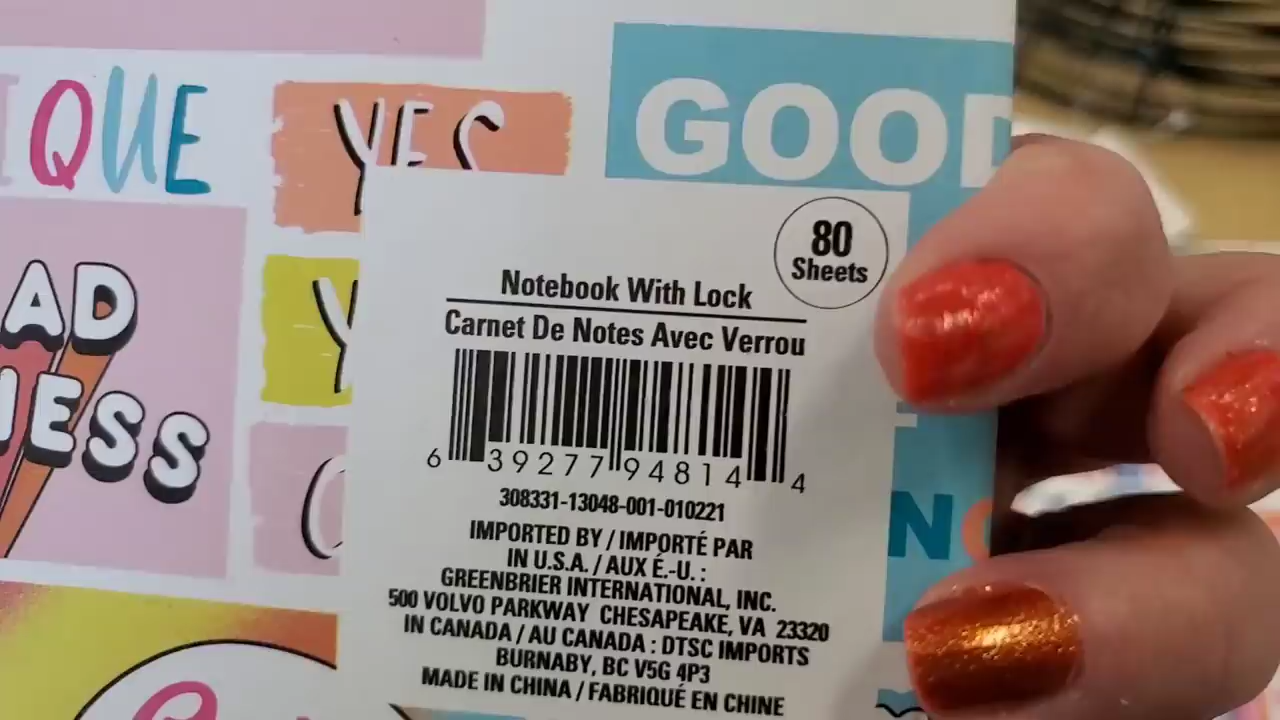 QUE
YES
GOOD
AD
NESS
80
Sheets
Notebook With Lock
Carnet De Notes Avec Verrou
6 39277 94814 4
308331-13048-001-010221
IMPORTED BY / IMPORTÉ PAR
IN U.S.A. / AUX É.-U. :
GREENBRIER INTERNATIONAL, INC.
500 VOLVO PARKWAY CHESAPEAKE, VA 23320
IN CANADA / AU CANADA : DTSC IMPORTS
BURNABY, BC V5G 4P3
MADE IN CHINA / FABRIQUÉ EN CHINE